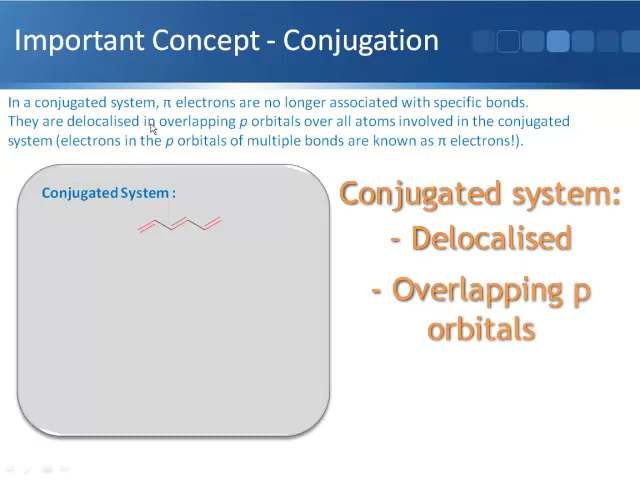 Important Concept - Conjugation
In a conjugated system, π electrons are no longer associated with specific bonds.
They are delocalised in overlapping p orbitals over all atoms involved in the conjugated
system (electrons in the p orbitals of multiple bonds are known as π electrons!).
Conjugated System :
Conjugated system:
- Delocalised
- Overlapping p
orbitals